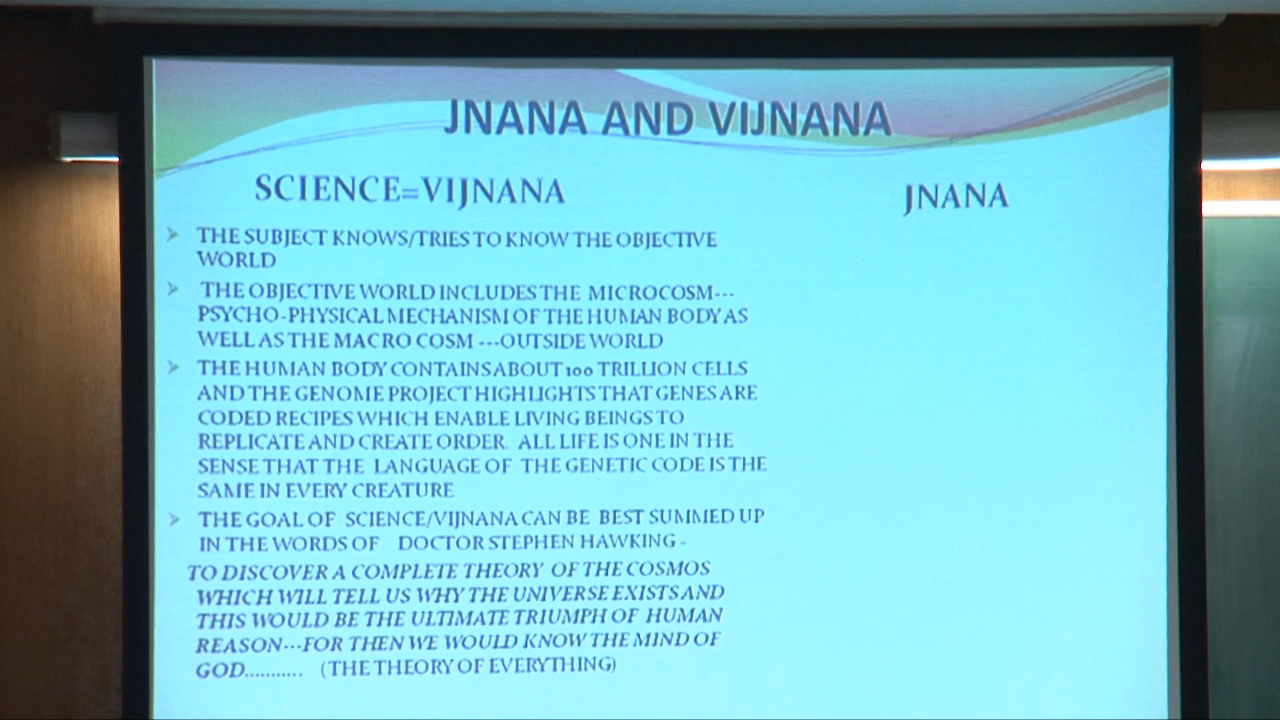 JNANA AND VIJNANA
SCIENCE=VIJNANA
JNANA
THE SUBJECT KNOWS/TRIES TO KNOW THE OBJECTIVE
WORLD
THE OBJECTIVE WORLD INCLUDES THE MICROCOSM---
PSYCHO-PHYSICAL MECHANISM OF THE HUMAN BODY AS
WELL AS THE MACRO COSM ---OUTSIDE WORLD
THE HUMAN BODY CONTAINS ABOUT 100 TRILLION CELLS
AND THE GENOME PROJECT HIGHLIGHTS THAT GENES ARE
CODED RECIPES WHICH ENABLE LIVING BEINGS TO
REPLICATE AND CREATE ORDER. ALL LIFE IS ONE IN THE
SENSE THAT THE LANGUAGE OF THE GENETIC CODE IS THE
SAME IN EVERY CREATURE
THE GOAL OF SCIENCE/VIJNANA CAN BE BEST SUMMED UP
IN THE WORDS OF DOCTOR STEPHEN HAWKING -
TO DISCOVER A COMPLETE THEORY OF THE COSMOS
WHICH WILL TELL US WHY THE UNIVERSE EXISTS AND
THIS WOULD BE THE ULTIMATE TRIUMPH OF HUMAN
REASON---FOR THEN WE WOULD KNOW THE MIND OF
GOD........... (THE THEORY OF EVERYTHING)